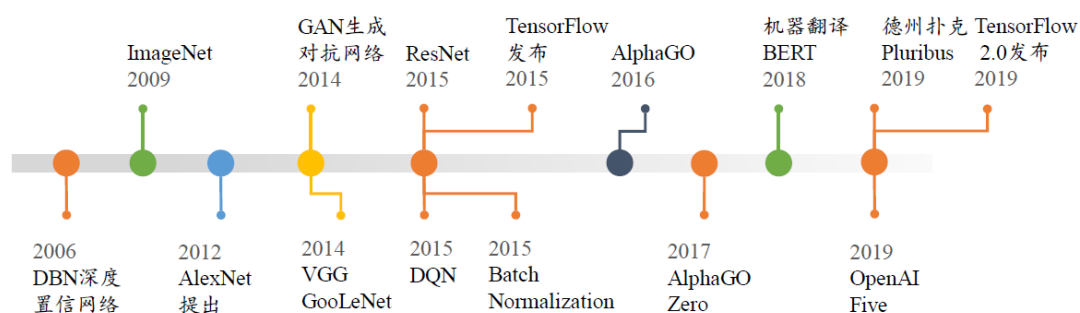 ImageNet
2009
GAN生成
对抗网络
2014
ResNet
2015
TensorFlow
发布
2015
AlphaGO
2016
机器翻译
BERT
2018
德州扑克
Pluribus
2019
TensorFlow
2.0发布
2019
2006
DBN深度
置信网络
2012
AlexNet
提出
2014
VGG
GooLeNet
2015
DQN
2015
Batch
Normalization
2017
AlphaGO
Zero
2019
OpenAI
Five